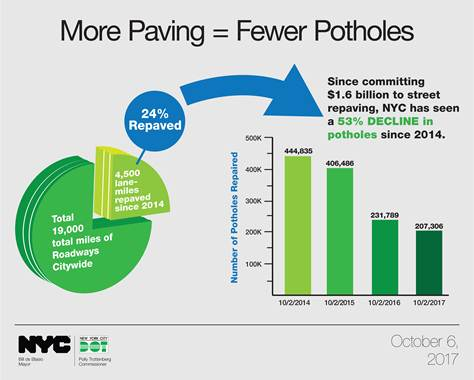 More Paving = Fewer Potholes
24%
Repaved
4,500
lane-
miles
repaved
since 2014
Total
19,000
total miles of
Roadways
Citywide
Since committing
$1.6 billion to street
repaving, NYC has seen
a 53% DECLINE in
potholes since 2014.
Number of Potholes Repaired
500K
400K
300K
200K
100K
444,835
406,486
231,789
207,306
10/2/2014
10/2/2015
10/2/2016
10/2/2017
NYC
Bill de Blasio
Mayor
NEW YORK CITY
DOT
Polly Trottenberg
Commissioner
October 6,
2017